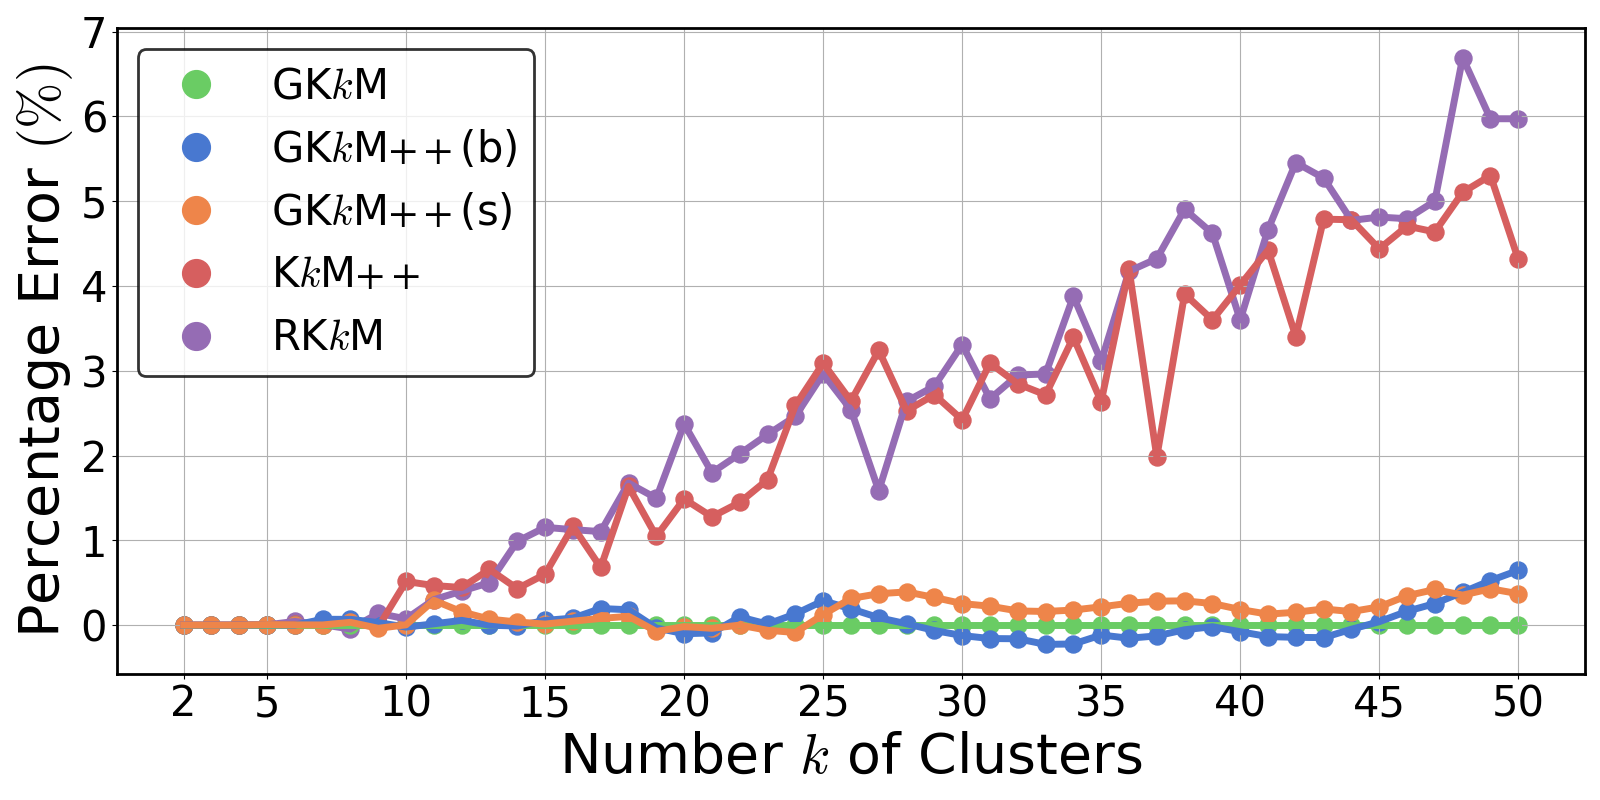 Percentage Error (%)
7
6
5
4
3
2
1
0
GKkM
GKkM++(b)
GKkM++(s)
KkM++
RKkM
2 5 10 15 20 25 30 35 40 45 50
Number k of Clusters